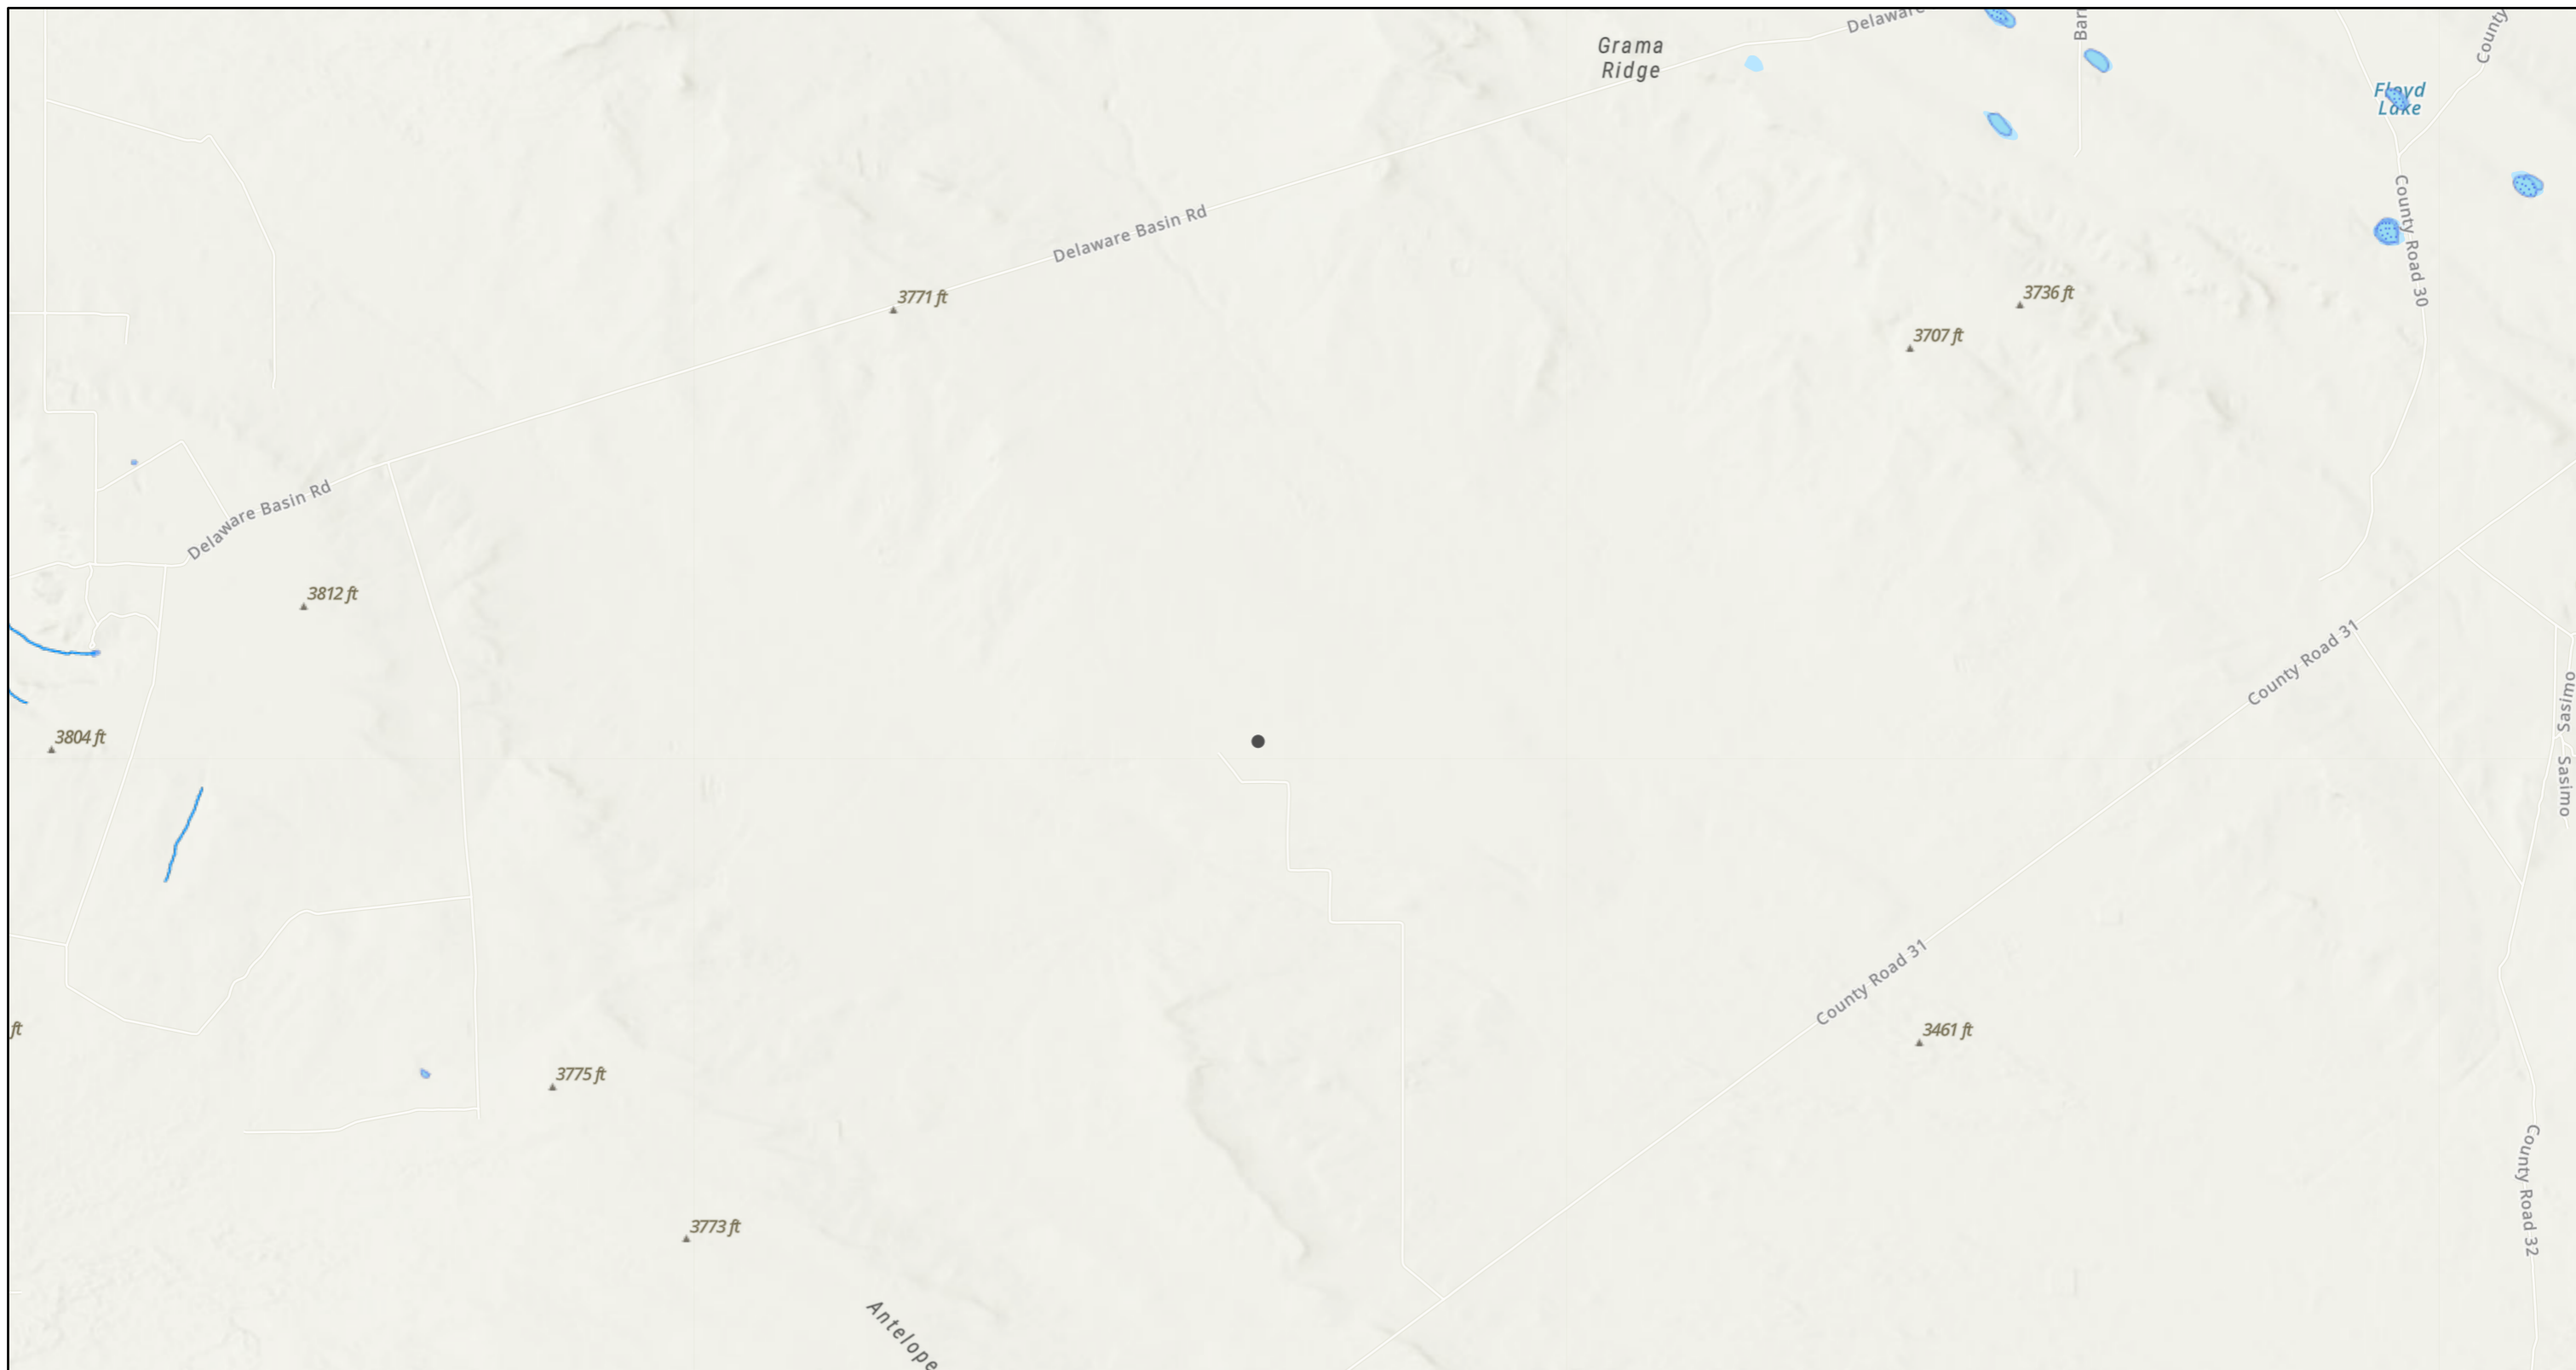 Delaware
Ban
County
Grama
Ridge
Floyd
Lake
County Road 30
Delaware Basin Rd
3771 ft
3736 ft
3707 ft
Delaware Basin Rd
3812 ft
County Road 31
Sasimo
3804 ft
Sasimo
County Road 31
ft
3461 ft
3775 ft
County Road 32
3773 ft
Antelope